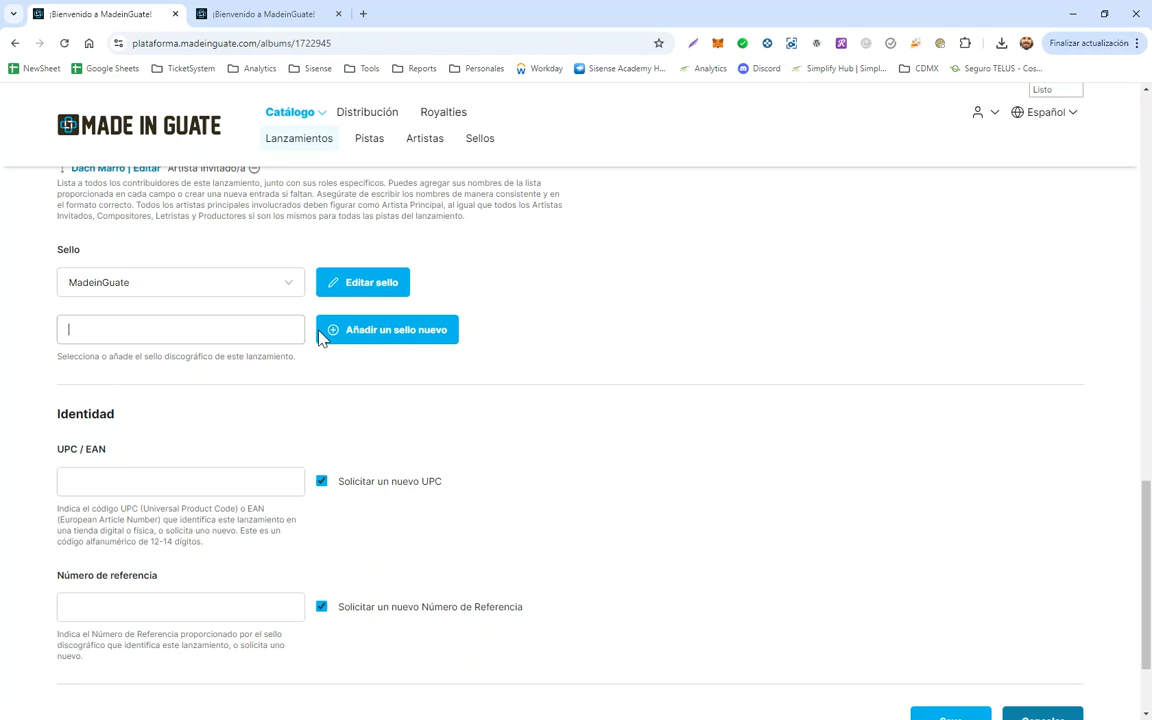 ¡Bienvenido a MadeinGuate!
¡Bienvenido a MadeinGuate!
plataforma.madeinguate.com/albums/1722945
Finalizar actualización
NewSheet
Google Sheets
TicketSystem
Analytics
Sisense
Tools
Reports
Personales
Workday
Sisense Academy H...
Analytics
Discord
Simplify Hub | Simpl...
CDMX
Seguro TELUS - Cos...
Listo
MADE IN GUATE
Catálogo
Distribución
Royalties
Español
Lanzamientos
Pistas
Artistas
Sellos
Dach Marro | Editar Artista Invitado/a
Lista a todos los contribuidores de este lanzamiento, junto con sus roles específicos. Puedes agregar sus nombres de la lista
proporcionada en cada campo o crear una nueva entrada si faltan. Asegúrate de escribir los nombres de manera consistente y en
el formato correcto. Todos los artistas principales involucrados deben figurar como Artista Principal, al igual que todos los Artistas
Invitados, Compositores, Letristas y Productores si son los mismos para todas las pistas del lanzamiento.
Sello
MadeinGuate
Editar sello
Añadir un sello nuevo
Selecciona o añade el sello discográfico de este lanzamiento.
Identidad
UPC / EAN
Solicitar un nuevo UPC
Indica el código UPC (Universal Product Code) o EAN
(European Article Number) que identifica este lanzamiento en
una tienda digital o física, o solicita uno nuevo. Este es un
código alfanumérico de 12-14 dígitos.
Número de referencia
Solicitar un nuevo Número de Referencia
Indica el Número de Referencia proporcionado por el sello
discográfico que identifica este lanzamiento, o solicita uno
nuevo.
Save
Cancelar